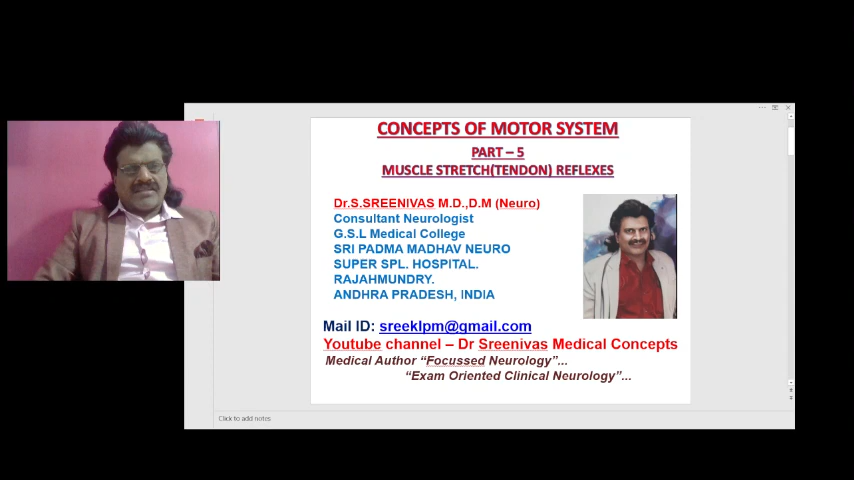 CONCEPTS OF MOTOR SYSTEM
PART – 5
MUSCLE STRETCH(TENDON) REFLEXES
Dr.S.SREENIVAS M.D.,D.M (Neuro)
Consultant Neurologist
G.S.L Medical College
SRI PADMA MADHAV NEURO
SUPER SPL. HOSPITAL.
RAJAHMUNDRY.
ANDHRA PRADESH, INDIA
Mail ID: sreeklpm@gmail.com
Youtube channel – Dr Sreenivas Medical Concepts
Medical Author “Focussed Neurology”...
“Exam Oriented Clinical Neurology”...
Click to add notes